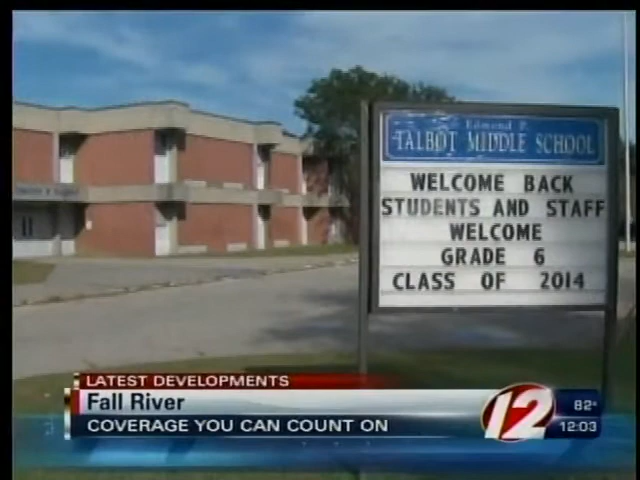 Edmond P.
TALBOT MIDDLE SCHOOL
WELCOME BACK
STUDENTS AND STAFF
WELCOME
GRADE 6
CLASS OF 2014
LATEST DEVELOPMENTS
Fall River
COVERAGE YOU CAN COUNT ON
12
82°
12:03